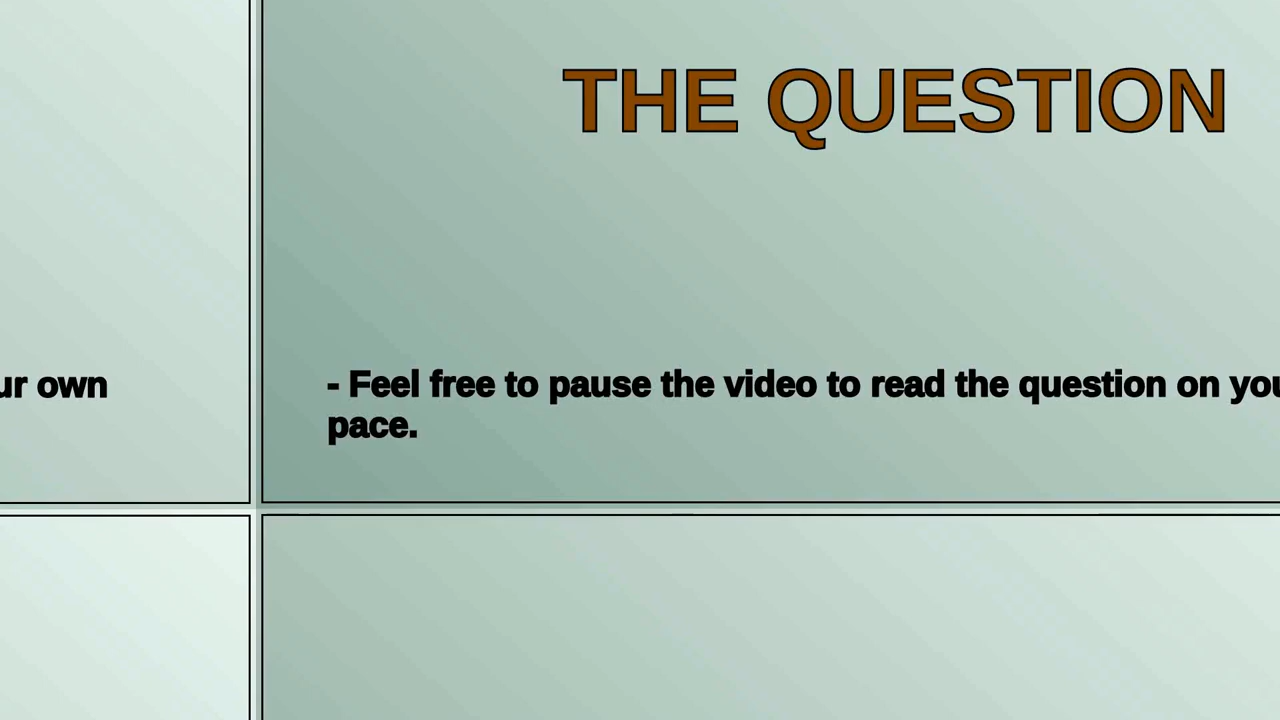 THE QUESTION
ur own
- Feel free to pause the video to read the question on you
pace.